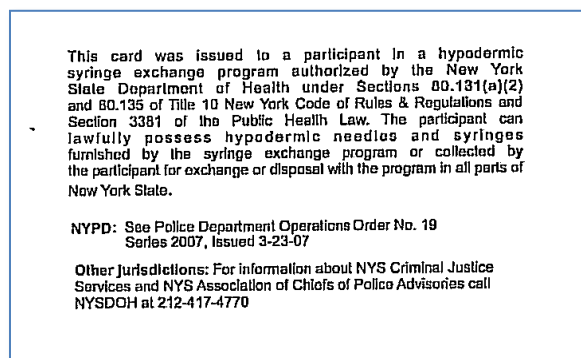 This card was issued to a participant in a hypodermic
syringe exchange program authorized by the New York
State Department of Health under Sections 80.131(a)(2)
and 80.135 of Title 10 New York Code of Rules & Regulations and
Section 3381 of the Public Health Law. The participant can
lawfully possess hypodermic needles and syringes
furnished by the syringe exchange program or collected by
the participant for exchange or disposal with the program in all parts of
New York State.
NYPD: See Police Department Operations Order No. 19
Series 2007, Issued 3-23-07
Other Jurisdictions: For information about NYS Criminal Justice
Services and NYS Association of Chiefs of Police Advisories call
NYSDOH at 212-417-4770